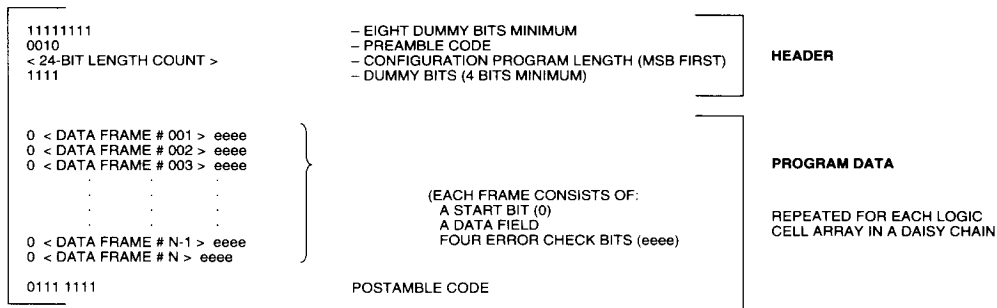 11111111 – EIGHT DUMMY BITS MINIMUM
0010 – PREAMBLE CODE
< 24-BIT LENGTH COUNT > – CONFIGURATION PROGRAM LENGTH (MSB FIRST)
1111 – DUMMY BITS (4 BITS MINIMUM)
HEADER
0 < DATA FRAME # 001 > eeee
0 < DATA FRAME # 002 > eeee
0 < DATA FRAME # 003 > eeee
. . .
. . .
. . .
. . .
0 < DATA FRAME # N-1 > eeee
0 < DATA FRAME # N > eeee
(EACH FRAME CONSISTS OF:
A START BIT (0)
A DATA FIELD
FOUR ERROR CHECK BITS (eeee)
PROGRAM DATA
REPEATED FOR EACH LOGIC
CELL ARRAY IN A DAISY CHAIN
0111 1111 POSTAMBLE CODE